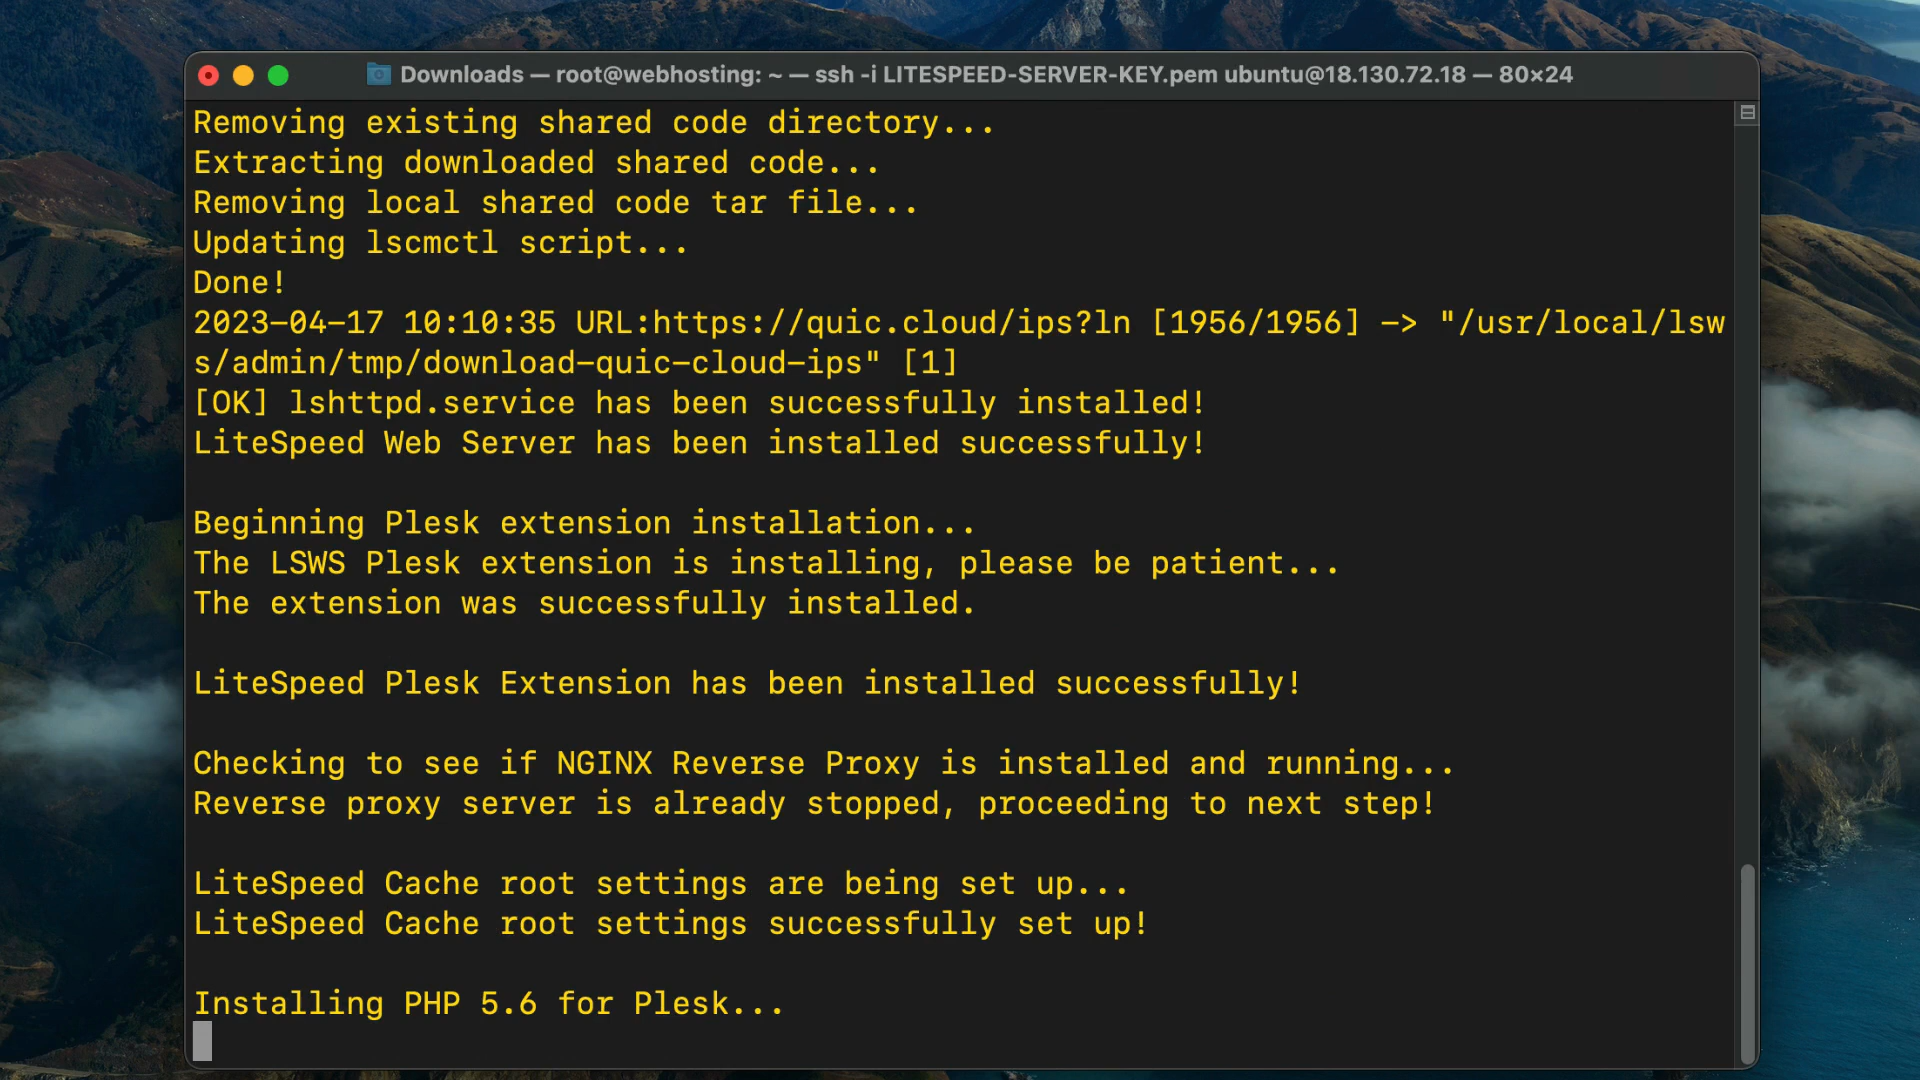 Downloads — root@webhosting: ~ — ssh -i LITESPEED-SERVER-KEY.pem ubuntu@18.130.72.18 — 80×24
Removing existing shared code directory...
Extracting downloaded shared code...
Removing local shared code tar file...
Updating lscmctl script...
Done!
2023-04-17 10:10:35 URL:https://quic.cloud/ips?ln [1956/1956] -> "/usr/local/lsw
s/admin/tmp/download-quic-cloud-ips" [1]
[OK] lshttpd.service has been successfully installed!
LiteSpeed Web Server has been installed successfully!
Beginning Plesk extension installation...
The LSWS Plesk extension is installing, please be patient...
The extension was successfully installed.
LiteSpeed Plesk Extension has been installed successfully!
Checking to see if NGINX Reverse Proxy is installed and running...
Reverse proxy server is already stopped, proceeding to next step!
LiteSpeed Cache root settings are being set up...
LiteSpeed Cache root settings successfully set up!
Installing PHP 5.6 for Plesk...